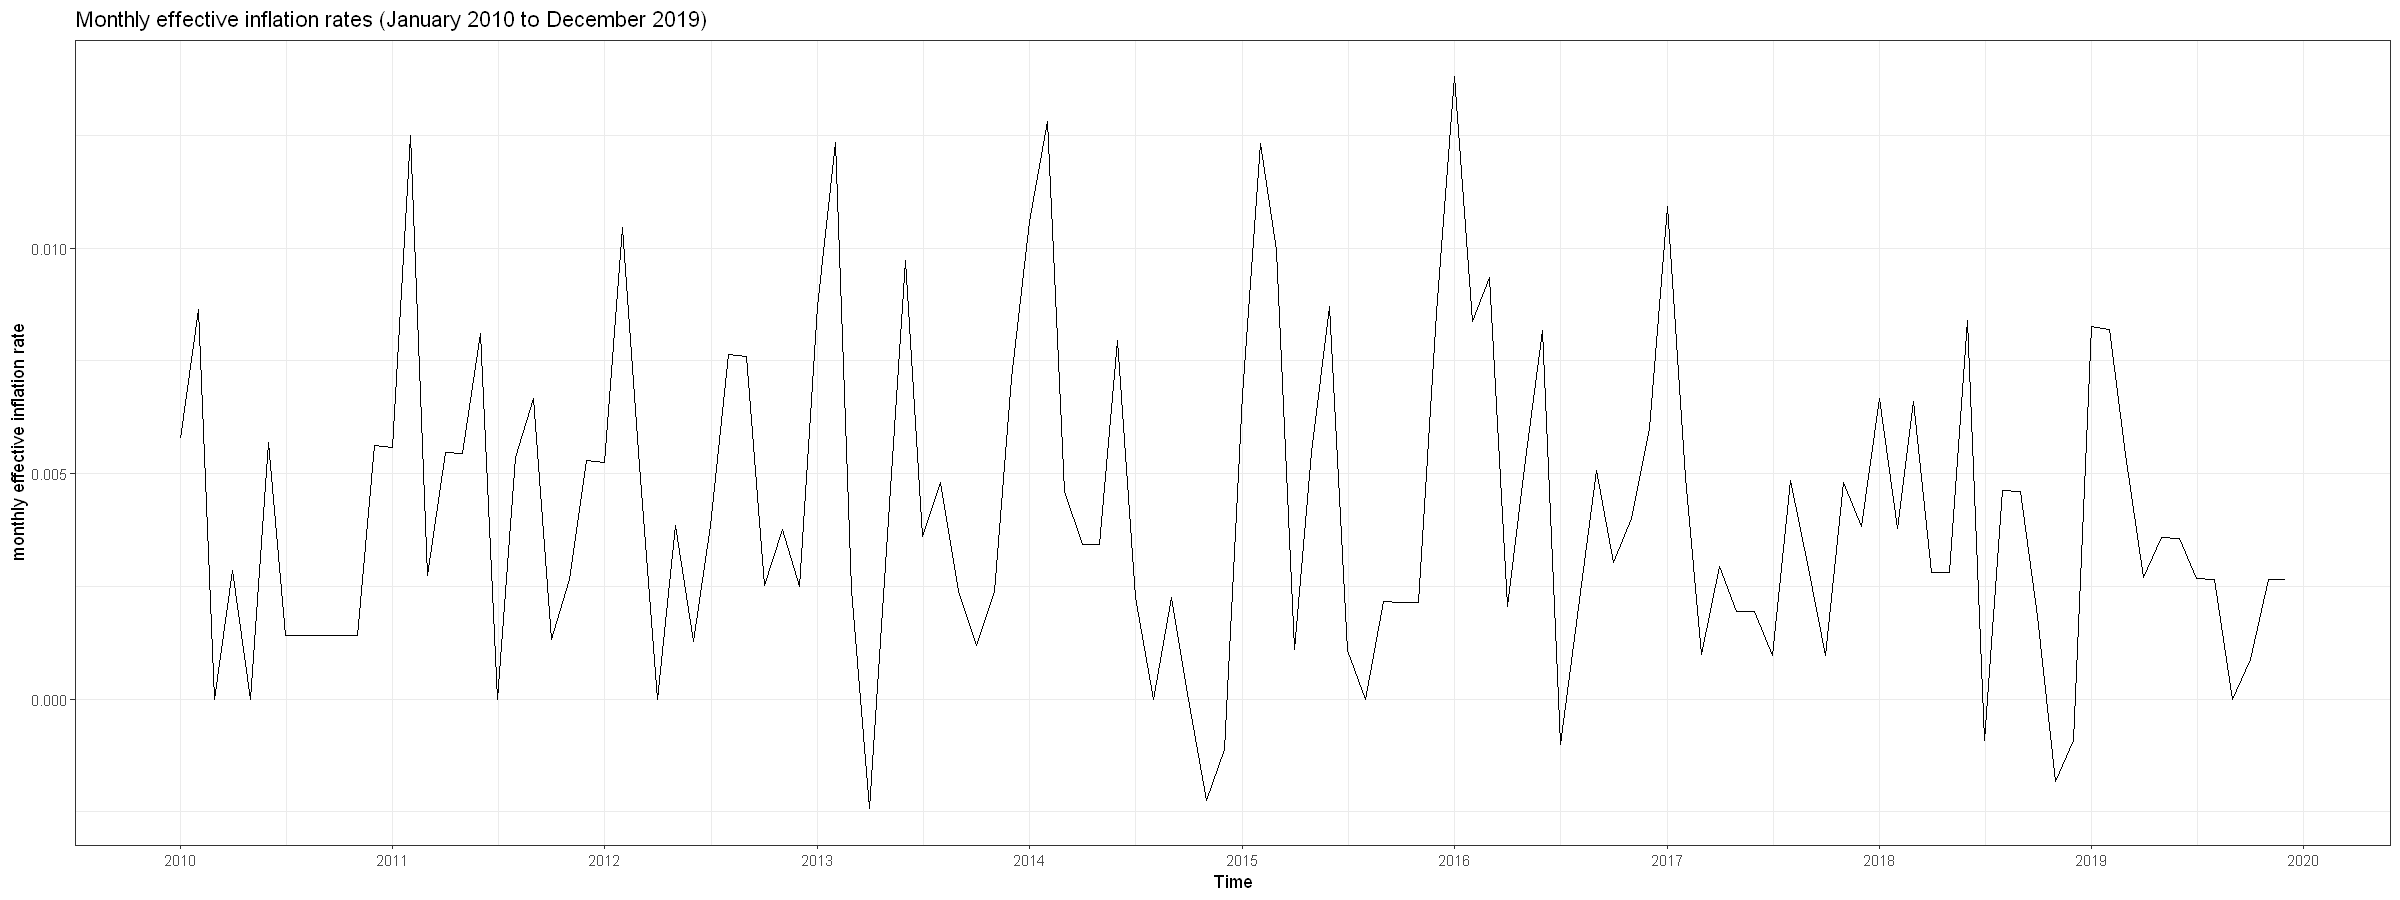 Monthly effective inflation rates (January 2010 to December 2019)
monthly effective inflation rate
0.010
0.005
0.000
2010 2011 2012 2013 2014 2015 2016 2017 2018 2019 2020
Time